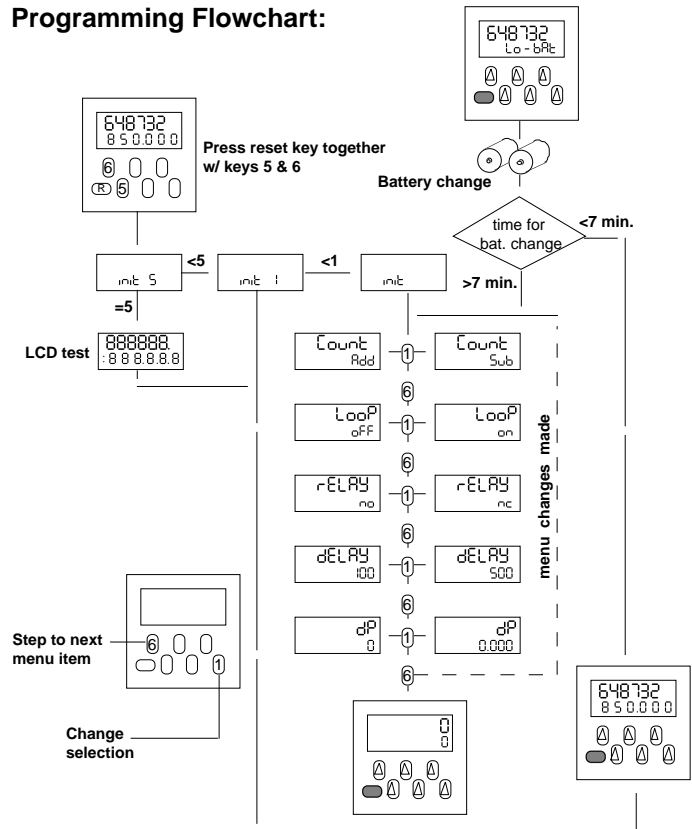 Programming Flowchart:
648732
Lo-bAt
648732
850.000
6
R 5
Press reset key together
w/ keys 5 & 6
Battery change
time for
bat. change
<7 min.
>7 min.
init 5
<5
init 1
<1
init
=5
LCD test
888888.
:888.8.8
Count
Add
1
Count
Sub
6
LooP
oFF
1
LooP
on
6
rELAY
no
1
rELAY
nc
6
dELAY
100
1
dELAY
500
6
dP
0
1
dP
0.000
6
menu changes made
Step to next
menu item
6
1
Change
selection
0
0
648732
850.000